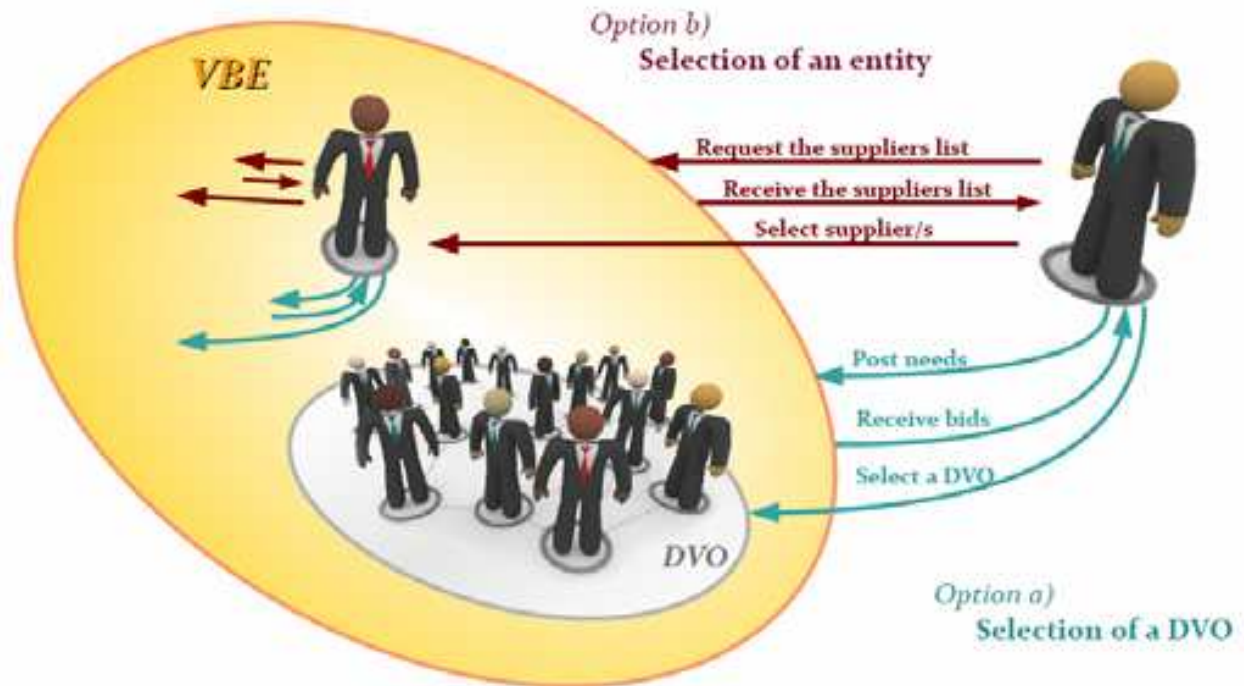 Option b)
Selection of an entity
VBE
Request the suppliers list
Receive the suppliers list
Select supplier/s
Post needs
Receive bids
Select a DVO
DVO
Option a)
Selection of a DVO